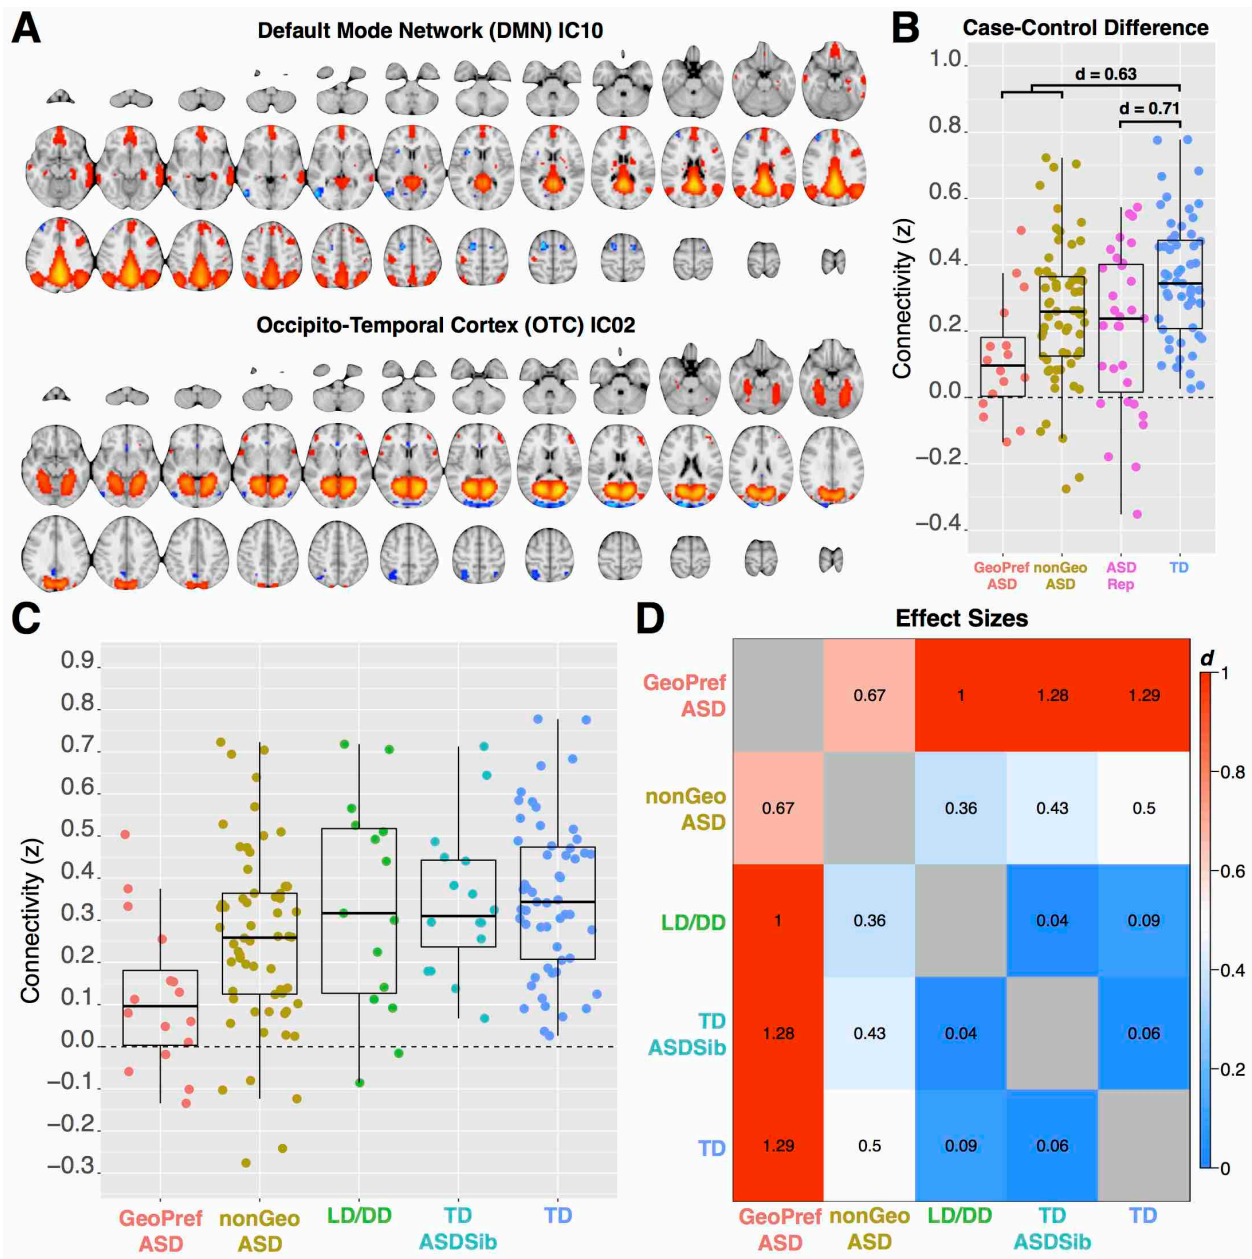 A
Default Mode Network (DMN) IC10
Occipito-Temporal Cortex (OTC) IC02
B
Case-Control Difference
Connectivity (z)
1.0
0.8
0.6
0.4
0.2
0.0
−0.2
−0.4
d = 0.63
d = 0.71
GeoPref
ASD
nonGeo
ASD
ASD
Rep
TD
C
Connectivity (z)
0.9
0.8
0.7
0.6
0.5
0.4
0.3
0.2
0.1
0.0
−0.1
−0.2
−0.3
GeoPref
ASD
nonGeo
ASD
LD/DD
TD
ASDSib
TD
D
Effect Sizes
GeoPref
ASD
0.67 1 1.28 1.29
nonGeo
ASD
0.67 0.36 0.43 0.5
LD/DD
1 0.36 0.04 0.09
TD
ASDSib
1.28 0.43 0.04 0.06
TD
1.29 0.5 0.09 0.06
GeoPref
ASD
nonGeo
ASD
LD/DD
TD
ASDSib
TD
d
1
0.8
0.6
0.4
0.2
0